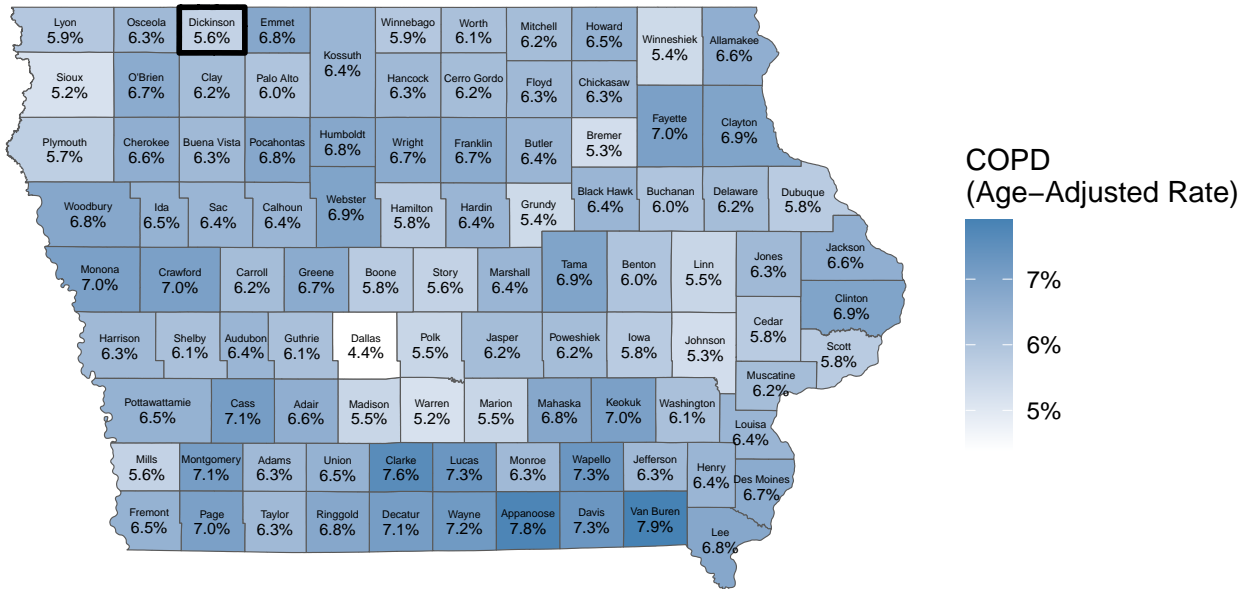 Lyon
5.9%
Osceola
6.3%
Dickinson
5.6%
Emmet
6.8%
Kossuth
6.4%
Winnebago
5.9%
Worth
6.1%
Mitchell
6.2%
Howard
6.5%
Winneshiek
5.4%
Allamakee
6.6%
Sioux
5.2%
O'Brien
6.7%
Clay
6.2%
Palo Alto
6.0%
Hancock
6.3%
Cerro Gordo
6.2%
Floyd
6.3%
Chickasaw
6.3%
Fayette
7.0%
Clayton
6.9%
Plymouth
5.7%
Cherokee
6.6%
Buena Vista
6.3%
Pocahontas
6.8%
Humboldt
6.8%
Wright
6.7%
Franklin
6.7%
Butler
6.4%
Bremer
5.3%
Woodbury
6.8%
Ida
6.5%
Sac
6.4%
Calhoun
6.4%
Webster
6.9%
Hamilton
5.8%
Hardin
6.4%
Grundy
5.4%
Black Hawk
6.4%
Buchanan
6.0%
Delaware
6.2%
Dubuque
5.8%
Monona
7.0%
Crawford
7.0%
Carroll
6.2%
Greene
6.7%
Boone
5.8%
Story
5.6%
Marshall
6.4%
Tama
6.9%
Benton
6.0%
Linn
5.5%
Jones
6.3%
Jackson
6.6%
Clinton
6.9%
Harrison
6.3%
Shelby
6.1%
Audubon
6.4%
Guthrie
6.1%
Dallas
4.4%
Polk
5.5%
Jasper
6.2%
Poweshiek
6.2%
Iowa
5.8%
Johnson
5.3%
Cedar
5.8%
Scott
5.8%
Muscatine
6.2%
Pottawattamie
6.5%
Cass
7.1%
Adair
6.6%
Madison
5.5%
Warren
5.2%
Marion
5.5%
Mahaska
6.8%
Keokuk
7.0%
Washington
6.1%
Louisa
6.4%
Mills
5.6%
Montgomery
7.1%
Adams
6.3%
Union
6.5%
Clarke
7.6%
Lucas
7.3%
Monroe
6.3%
Wapello
7.3%
Jefferson
6.3%
Henry
6.4%
Des Moines
6.7%
Fremont
6.5%
Page
7.0%
Taylor
6.3%
Ringgold
6.8%
Decatur
7.1%
Wayne
7.2%
Appanoose
7.8%
Davis
7.3%
Van Buren
7.9%
Lee
6.8%
COPD
(Age−Adjusted Rate)
7%
6%
5%